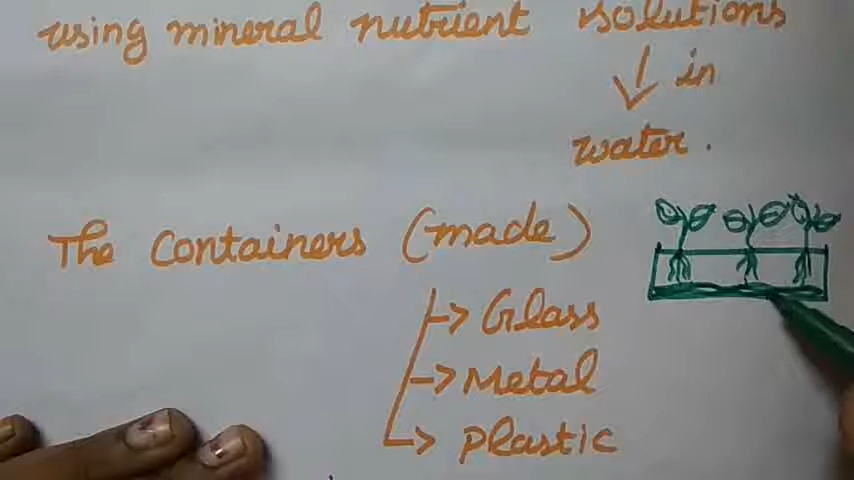 using mineral nutrient solutions
in
water.
The Containers (made)
Glass
Metal
Plastic